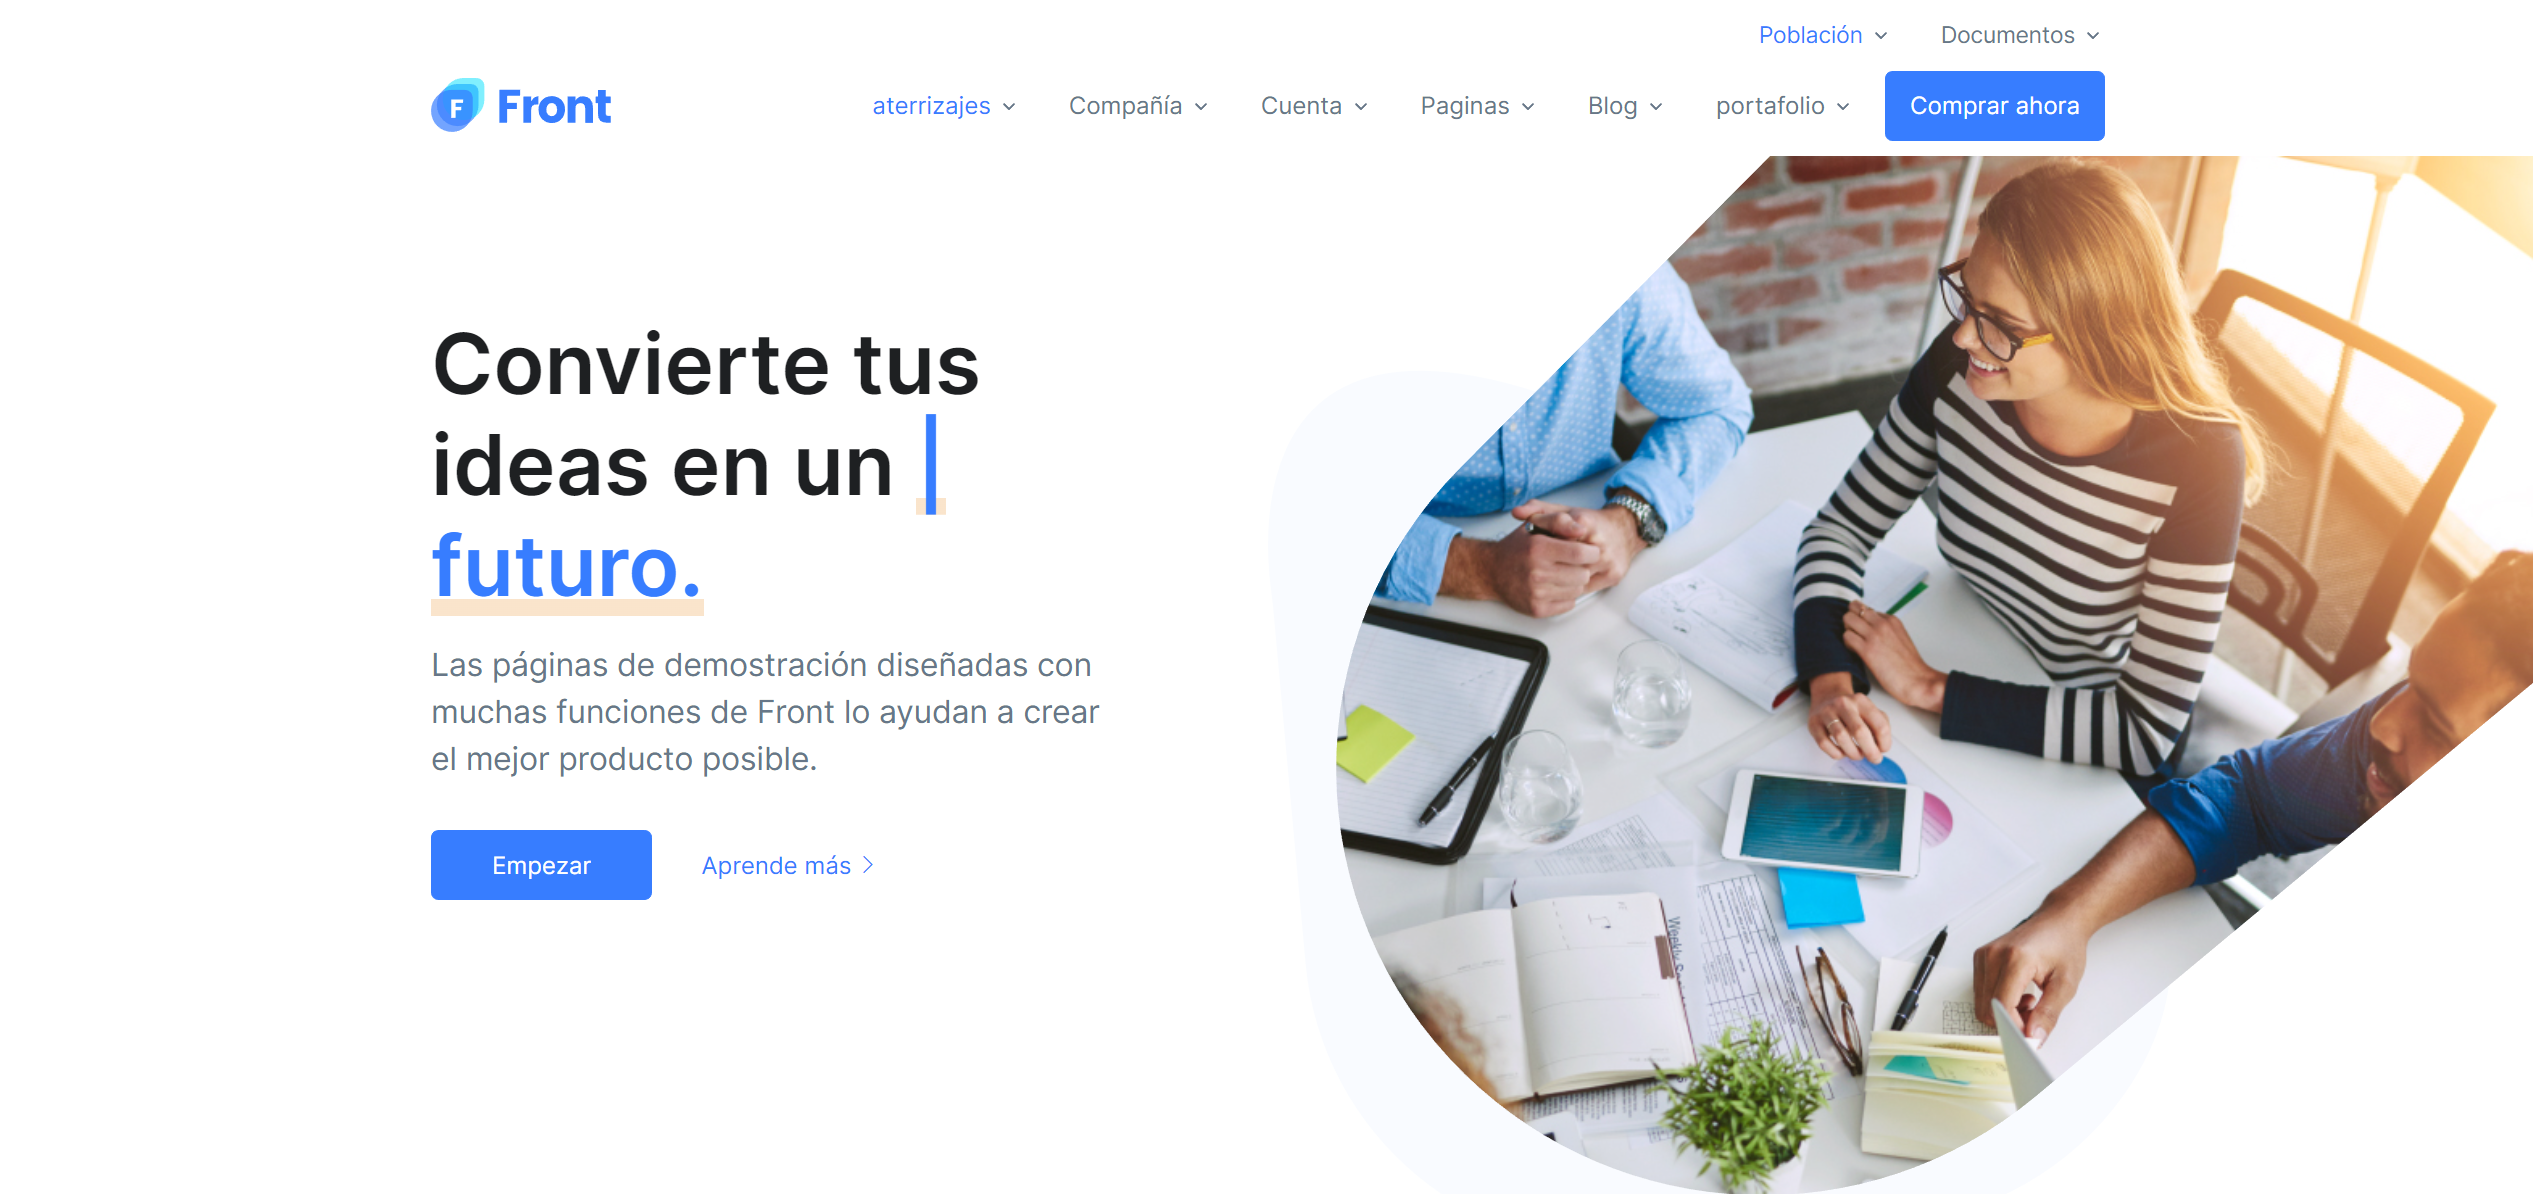 Población
Documentos
F Front
aterrizajes
Compañía
Cuenta
Paginas
Blog
portafolio
Comprar ahora
Convierte tus
ideas en un
futuro.
Las páginas de demostración diseñadas con
muchas funciones de Front lo ayudan a crear
el mejor producto posible.
Empezar
Aprende más
Weekly